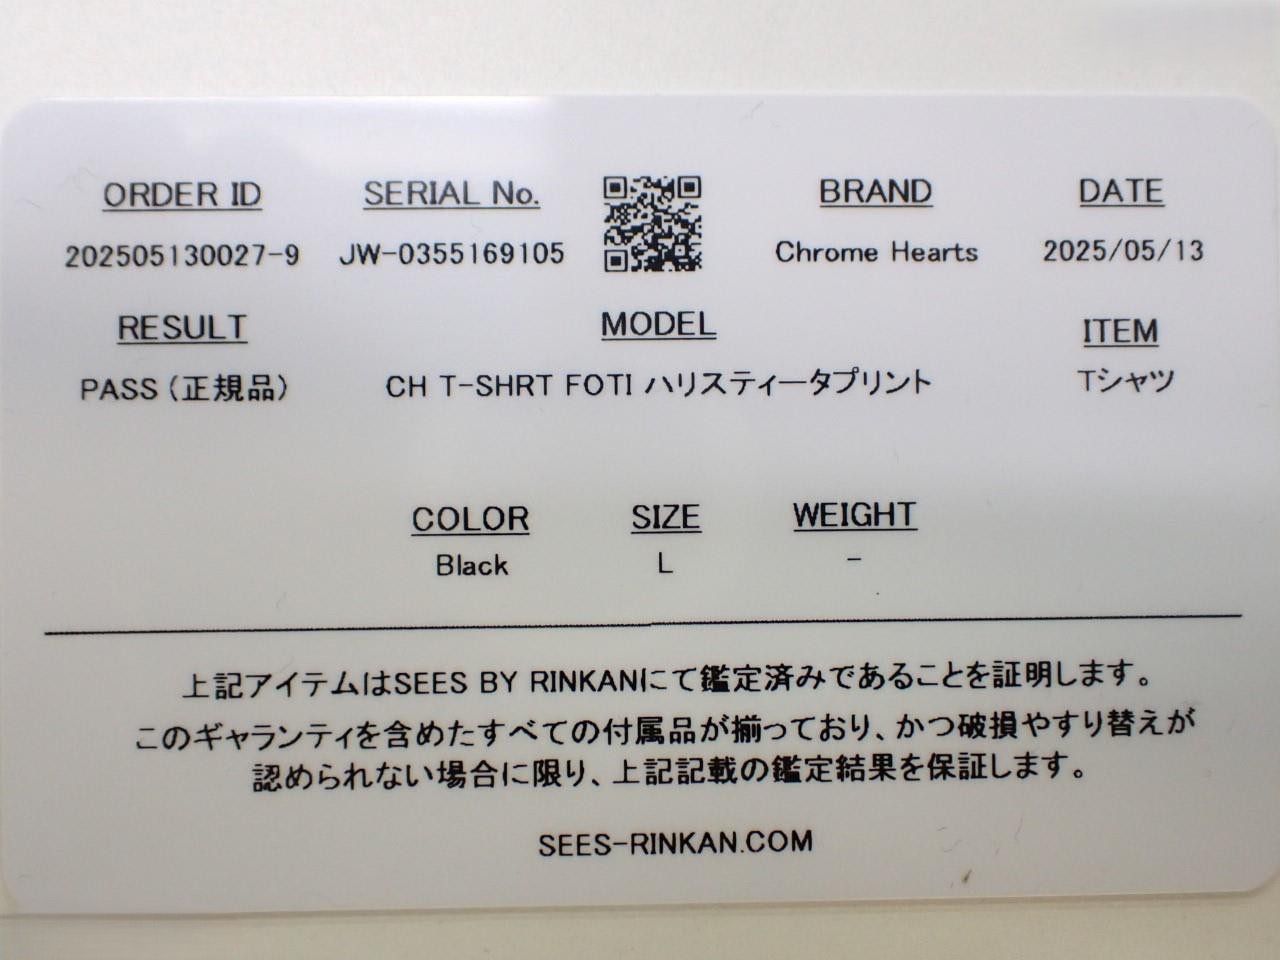 ORDER ID SERIAL No. BRAND DATE
202505130027-9 JW-0355169105 Chrome Hearts 2025/05/13
RESULT MODEL ITEM
PASS（正規品） CH T-SHRT FOTI ハリスティータプリント Tシャツ
COLOR SIZE WEIGHT
Black L -
上記アイテムはSEES BY RINKANにて鑑定済みであることを証明します。
このギャランティを含めたすべての付属品が揃っており、かつ破損やすり替えが
認められない場合に限り、上記記載の鑑定結果を保証します。
SEES-RINKAN.COM